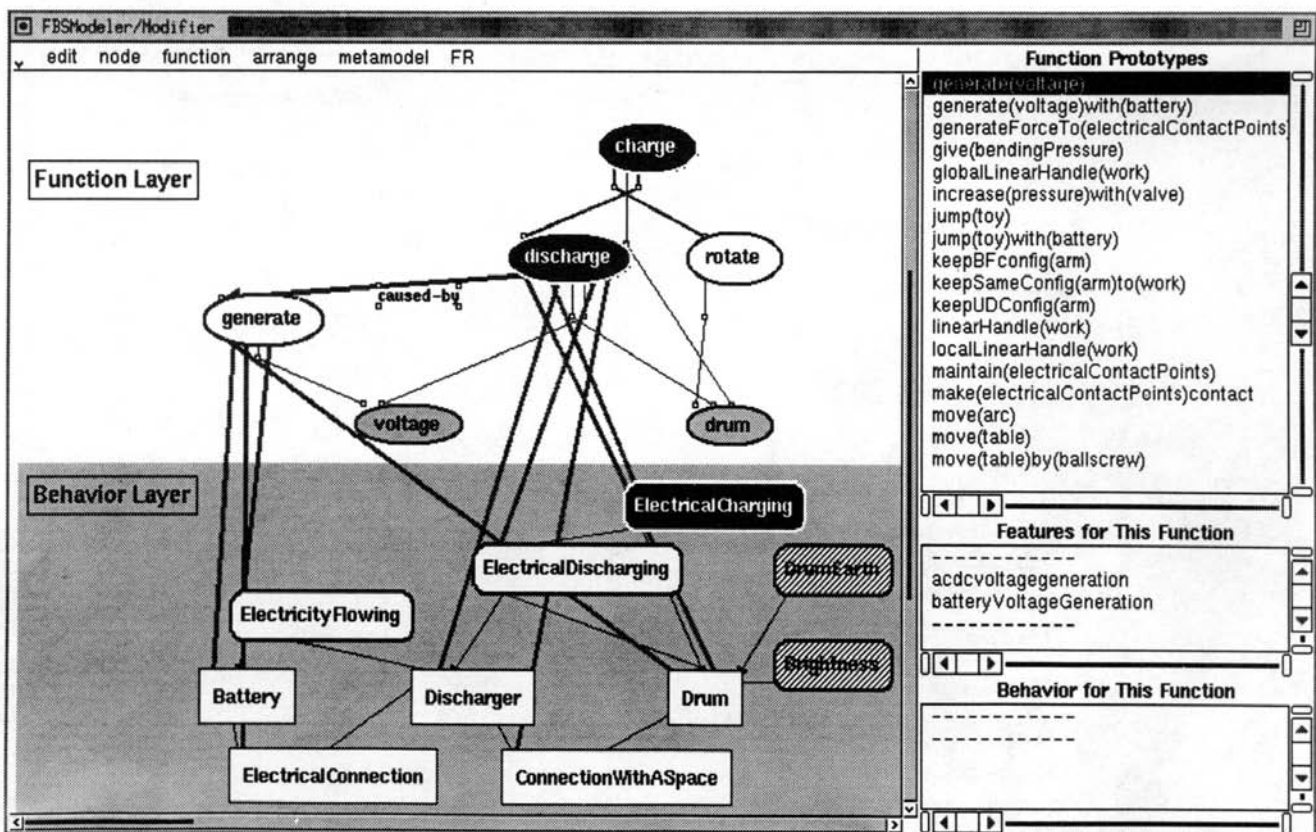 FBSModeler/Modifier
edit node function arrange metamodel FR
Function Layer
charge
discharge
rotate
caused-by
generate
voltage
drum
Behavior Layer
ElectricalCharging
ElectricalDischarging
DrumEarth
ElectricityFlowing
Brightness
Battery
Discharger
Drum
ElectricalConnection
ConnectionWithASpace
Function Prototypes
generate(voltage)
generate(voltage)with(battery)
generateForceTo(electricalContactPoints)
give(bendingPressure)
globalLinearHandle(work)
increase(pressure)with(valve)
jump(toy)
jump(toy)with(battery)
keepBFconfig(arm)
keepSameConfig(arm)to(work)
keepUDConfig(arm)
linearHandle(work)
localLinearHandle(work)
maintain(electricalContactPoints)
make(electricalContactPoints)contact
move(arc)
move(table)
move(table)by(ballscrew)
Features for This Function
-------------
acdcvoltagegeneration
batteryVoltageGeneration
-------------
Behavior for This Function
-------------
-------------